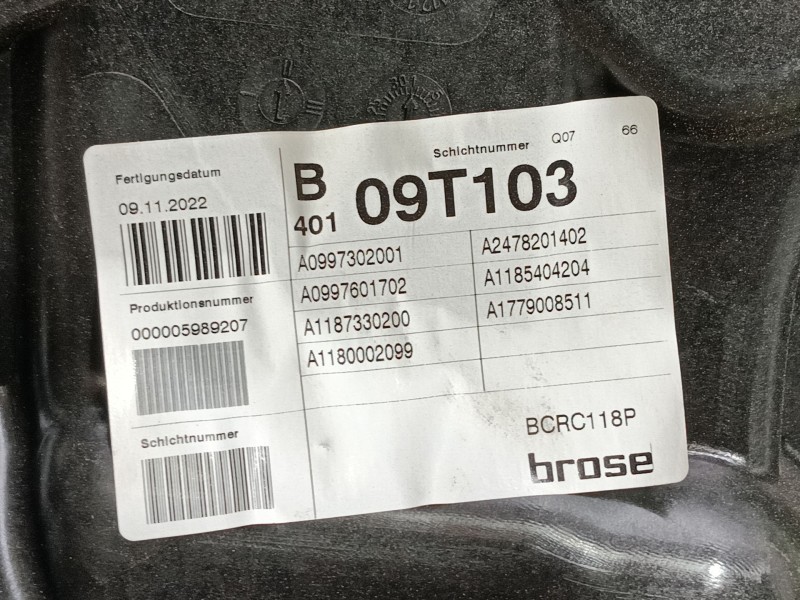 Schichtnummer Q07 66
Fertigungsdatum
09.11.2022
B
401
09T103
A0997302001
A0997601702
A1187330200
A1180002099
A2478201402
A1185404204
A1779008511
Produktionsnummer
000005989207
Schichtnummer
BCRC118P
brose